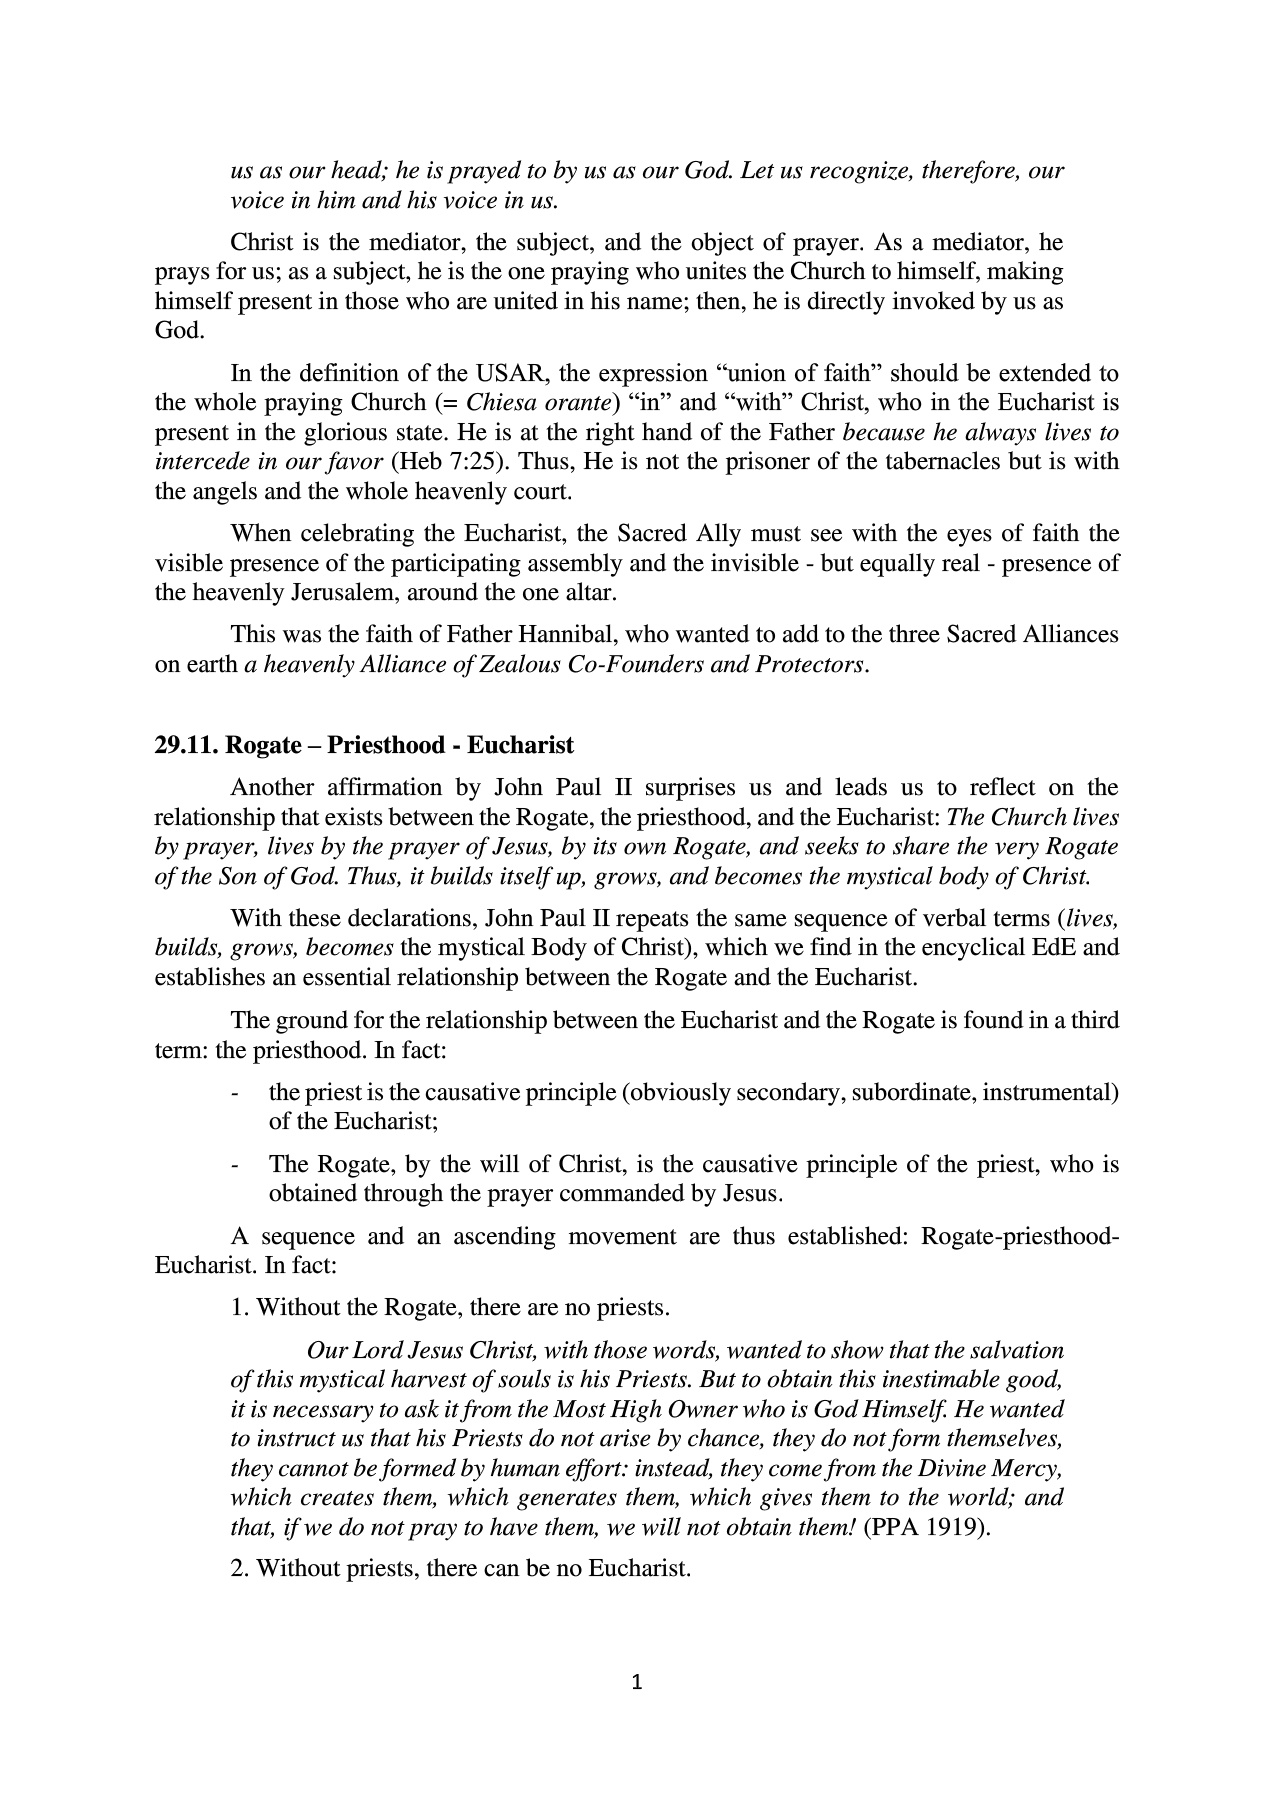 us as our head; he is prayed to by us as our God. Let us recognize, therefore, our
voice in him and his voice in us.
Christ is the mediator, the subject, and the object of prayer. As a mediator, he
prays for us; as a subject, he is the one praying who unites the Church to himself, making
himself present in those who are united in his name; then, he is directly invoked by us as
God.
In the definition of the USAR, the expression “union of faith” should be extended to
the whole praying Church (= Chiesa orante) “in” and “with” Christ, who in the Eucharist is
present in the glorious state. He is at the right hand of the Father because he always lives to
intercede in our favor (Heb 7:25). Thus, He is not the prisoner of the tabernacles but is with
the angels and the whole heavenly court.
When celebrating the Eucharist, the Sacred Ally must see with the eyes of faith the
visible presence of the participating assembly and the invisible - but equally real - presence of
the heavenly Jerusalem, around the one altar.
This was the faith of Father Hannibal, who wanted to add to the three Sacred Alliances
on earth a heavenly Alliance of Zealous Co-Founders and Protectors.
29.11. Rogate – Priesthood - Eucharist
Another affirmation by John Paul II surprises us and leads us to reflect on the
relationship that exists between the Rogate, the priesthood, and the Eucharist: The Church lives
by prayer, lives by the prayer of Jesus, by its own Rogate, and seeks to share the very Rogate
of the Son of God. Thus, it builds itself up, grows, and becomes the mystical body of Christ.
With these declarations, John Paul II repeats the same sequence of verbal terms (lives,
builds, grows, becomes the mystical Body of Christ), which we find in the encyclical EdE and
establishes an essential relationship between the Rogate and the Eucharist.
The ground for the relationship between the Eucharist and the Rogate is found in a third
term: the priesthood. In fact:
- the priest is the causative principle (obviously secondary, subordinate, instrumental)
of the Eucharist;
- The Rogate, by the will of Christ, is the causative principle of the priest, who is
obtained through the prayer commanded by Jesus.
A sequence and an ascending movement are thus established: Rogate-priesthood-
Eucharist. In fact:
1. Without the Rogate, there are no priests.
Our Lord Jesus Christ, with those words, wanted to show that the salvation
of this mystical harvest of souls is his Priests. But to obtain this inestimable good,
it is necessary to ask it from the Most High Owner who is God Himself. He wanted
to instruct us that his Priests do not arise by chance, they do not form themselves,
they cannot be formed by human effort: instead, they come from the Divine Mercy,
which creates them, which generates them, which gives them to the world; and
that, if we do not pray to have them, we will not obtain them! (PPA 1919).
2. Without priests, there can be no Eucharist.
1